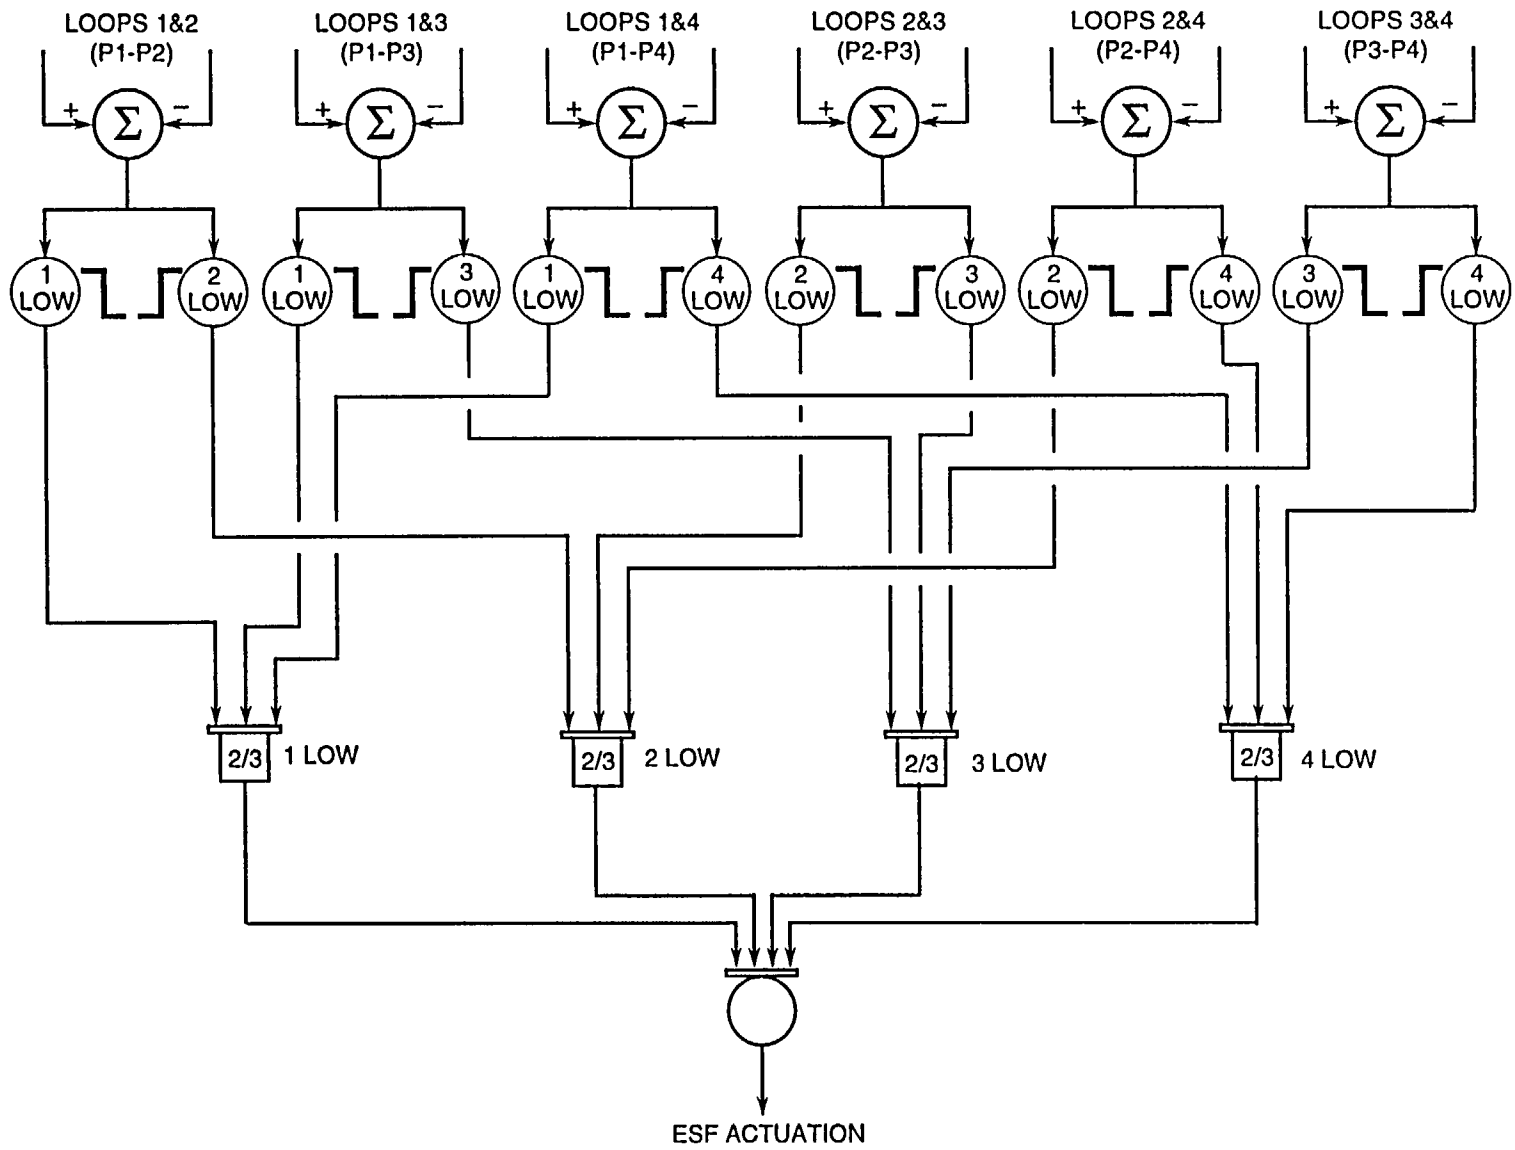 LOOPS 1&2
(P1-P2)
LOOPS 1&3
(P1-P3)
LOOPS 1&4
(P1-P4)
LOOPS 2&3
(P2-P3)
LOOPS 2&4
(P2-P4)
LOOPS 3&4
(P3-P4)
+ Σ −
+ Σ −
+ Σ −
+ Σ −
+ Σ −
+ Σ −
1
LOW
2
LOW
1
LOW
3
LOW
1
LOW
4
LOW
2
LOW
3
LOW
2
LOW
4
LOW
3
LOW
4
LOW
2/3 1 LOW
2/3 2 LOW
2/3 3 LOW
2/3 4 LOW
ESF ACTUATION